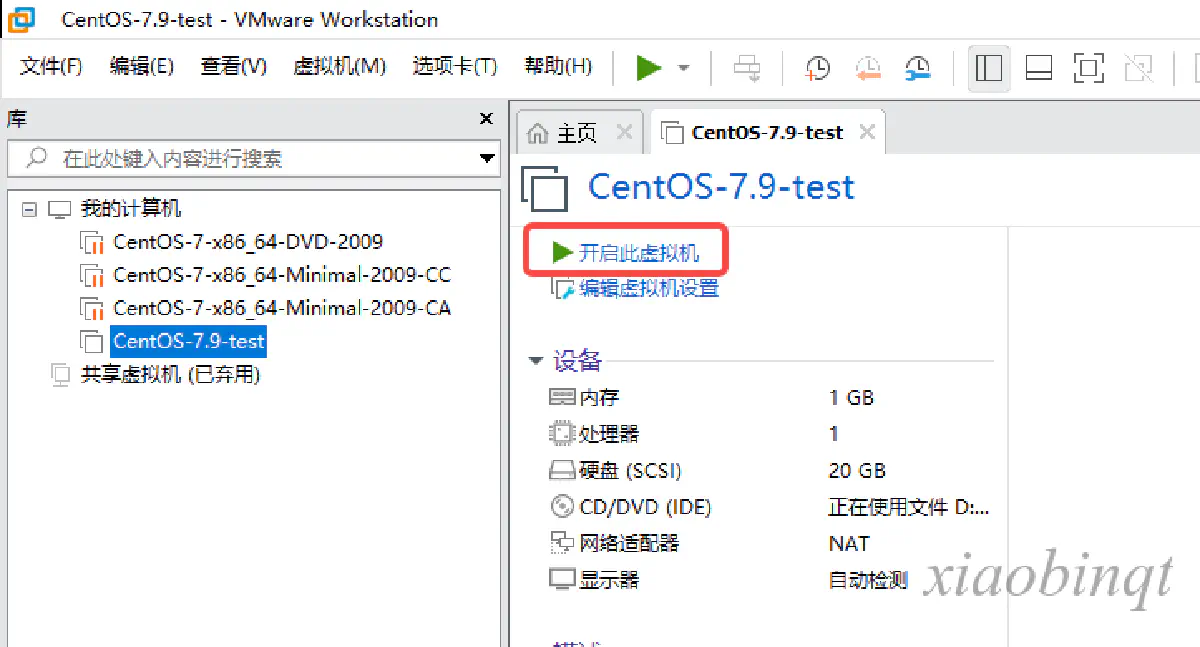 CentOS-7.9-test - VMware Workstation
文件(F) 编辑(E) 查看(V) 虚拟机(M) 选项卡(T) 帮助(H)
库
在此处键入内容进行搜索
我的计算机
CentOS-7-x86_64-DVD-2009
CentOS-7-x86_64-Minimal-2009-CC
CentOS-7-x86_64-Minimal-2009-CA
CentOS-7.9-test
共享虚拟机 (已弃用)
主页 CentOS-7.9-test
CentOS-7.9-test
开启此虚拟机
编辑虚拟机设置
设备
内存 1 GB
处理器 1
硬盘 (SCSI) 20 GB
CD/DVD (IDE) 正在使用文件 D:...
网络适配器 NAT
显示器 自动检测
xiaobinqt